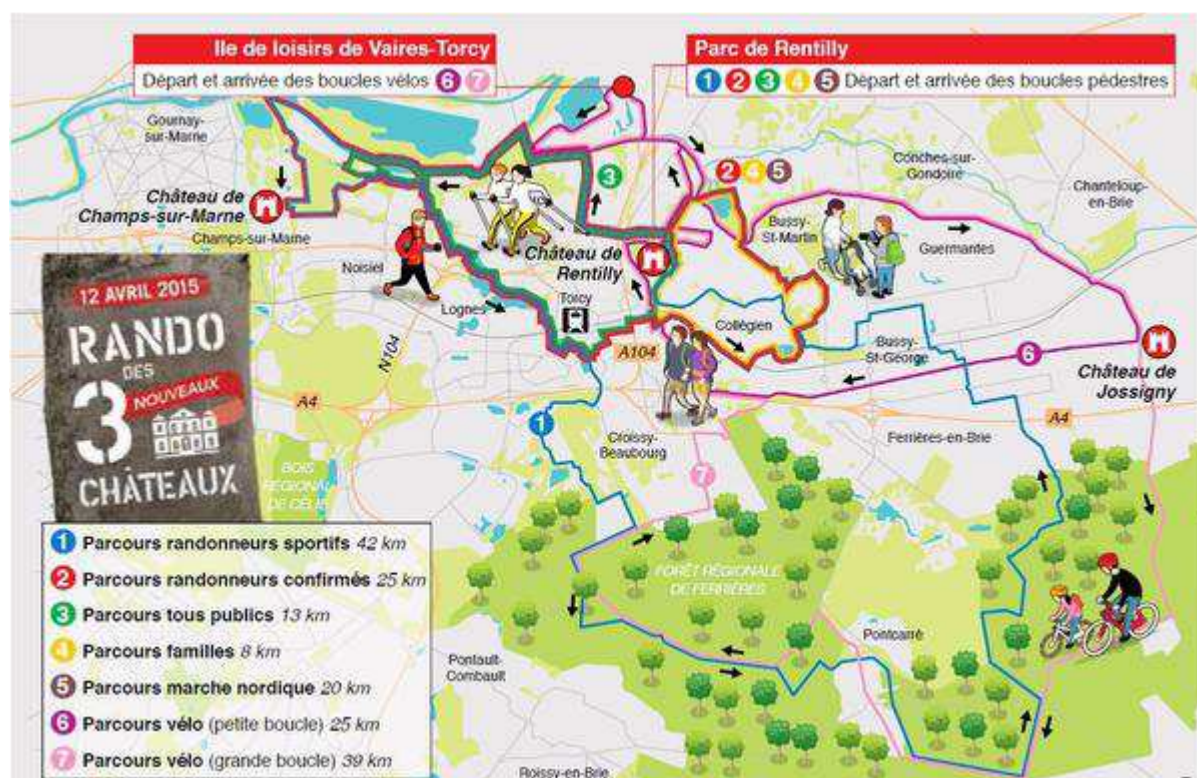 Ile de loisirs de Vaires-Torcy
Départ et arrivée des boucles vélos 6 7
Parc de Rentilly
1 2 3 4 5 Départ et arrivée des boucles pédestres
Gournay-
sur-Marne
Château de
Champs-sur-Marne
Champs-sur-Marne
Noisiel
Lognes
N104
A4
3
2 4 5
Château de
Rentilly
Torcy
A104
Collégien
Bussy-
St-Martin
Conches-sur-
Gondoire
Chanteloup-
en-Brie
Guermantes
Bussy-
St-George
6
Château de
Jossigny
A4
1
Croissy-
Beaubourg
7
Ferrières-en-Brie
BOIS
RÉGIONAL
DE CÉLIE
FORÊT RÉGIONALE
DE FERRIÈRES
Pontcarré
Pontault-
Combault
Roissy-en-Brie
12 AVRIL 2015
RANDO
DES
3 NOUVEAUX
CHÂTEAUX
1 Parcours randonneurs sportifs 42 km
2 Parcours randonneurs confirmés 25 km
3 Parcours tous publics 13 km
4 Parcours familles 8 km
5 Parcours marche nordique 20 km
6 Parcours vélo (petite boucle) 25 km
7 Parcours vélo (grande boucle) 39 km